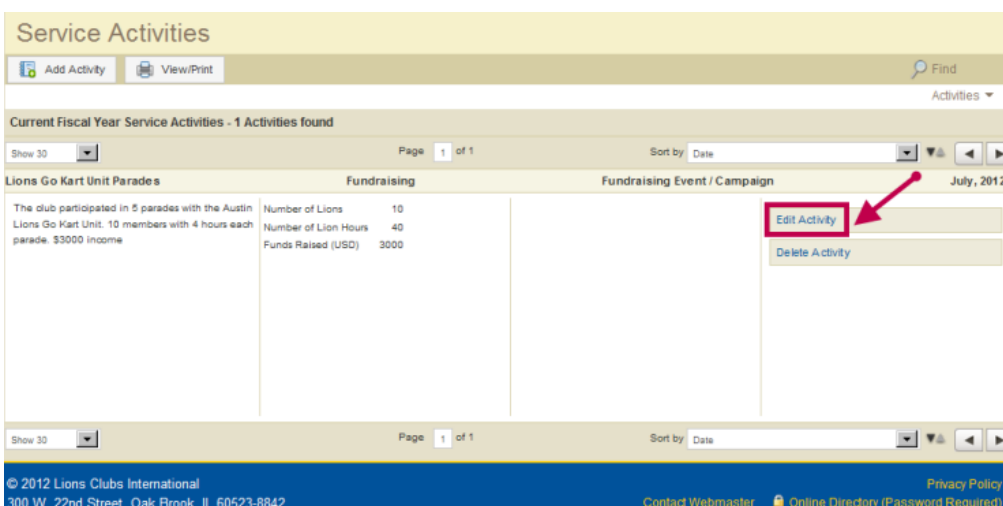 Service Activities
Add Activity View/Print Find
Activities
Current Fiscal Year Service Activities - 1 Activities found
Show 30 Page 1 of 1 Sort by Date
Lions Go Kart Unit Parades Fundraising Fundraising Event / Campaign July, 2012
The club participated in 5 parades with the Austin
Lions Go Kart Unit. 10 members with 4 hours each
parade. $3000 income
Number of Lions 10
Number of Lion Hours 40
Funds Raised (USD) 3000
Edit Activity
Delete Activity
Show 30 Page 1 of 1 Sort by Date
© 2012 Lions Clubs International Privacy Policy
300 W. 22nd Street, Oak Brook, IL 60523-8842 Contact Webmaster Online Directory (Password Required)